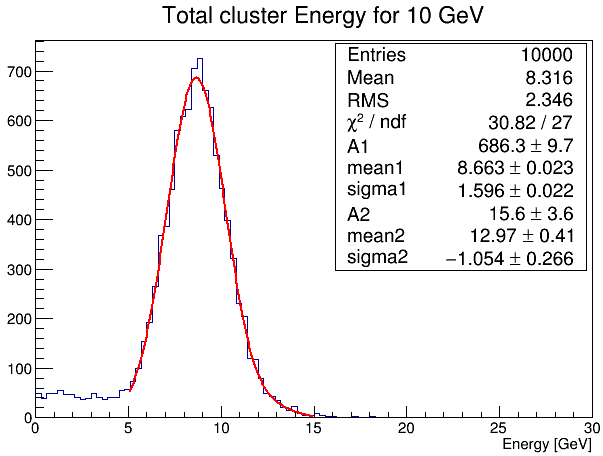 Total cluster Energy for 10 GeV
Entries 10000
Mean 8.316
RMS 2.346
χ² / ndf 30.82 / 27
A1 686.3 ± 9.7
mean1 8.663 ± 0.023
sigma1 1.596 ± 0.022
A2 15.6 ± 3.6
mean2 12.97 ± 0.41
sigma2 −1.054 ± 0.266
700
600
500
400
300
200
100
0
0 5 10 15 20 25 30
Energy [GeV]